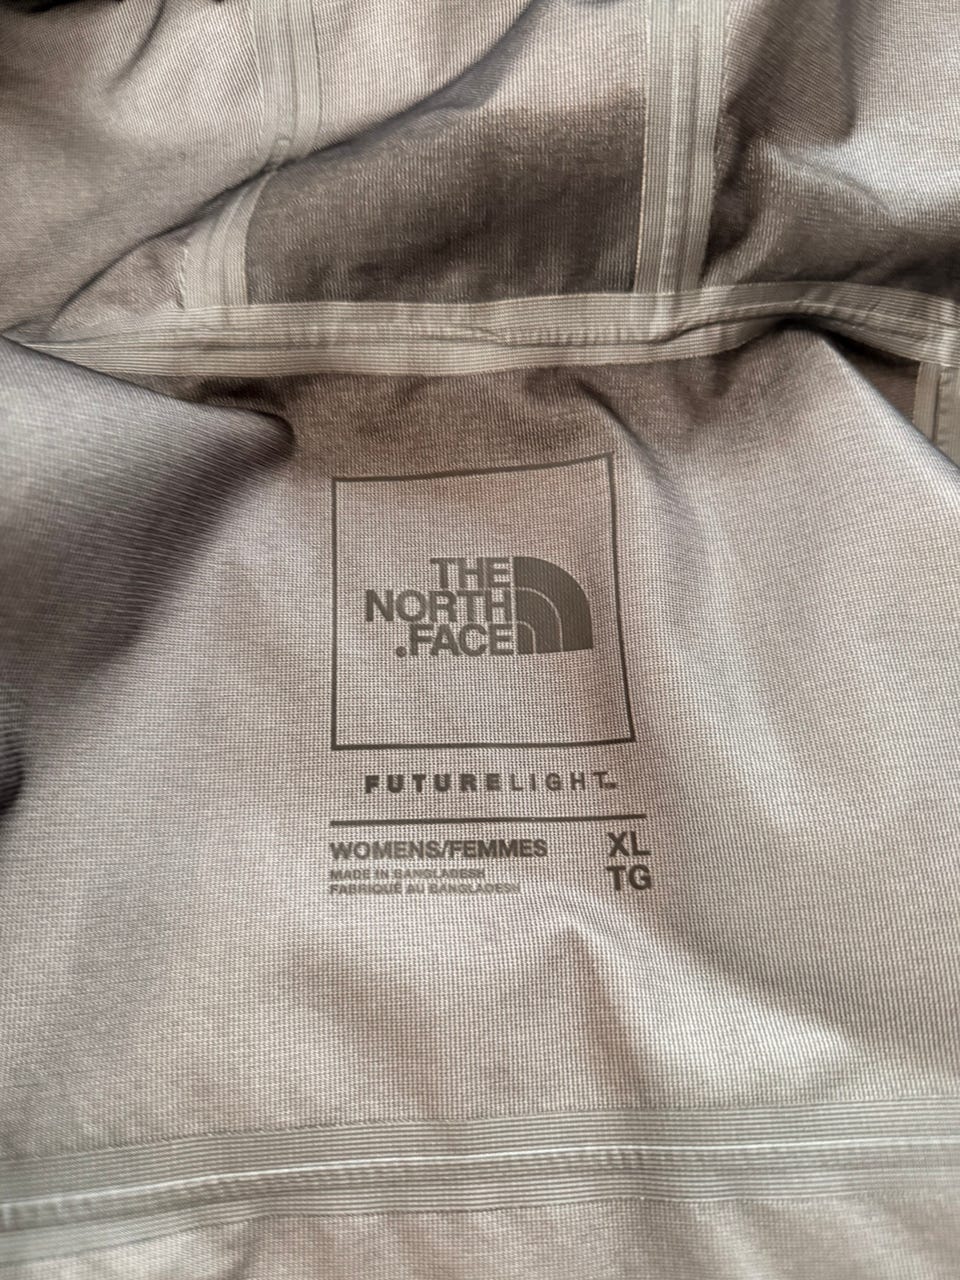 THE
NORTH
.FACE
FUTURELIGHT™
WOMENS/FEMMES XL
MADE IN BANGLADESH TG
FABRIQUÉ AU BANGLADESH